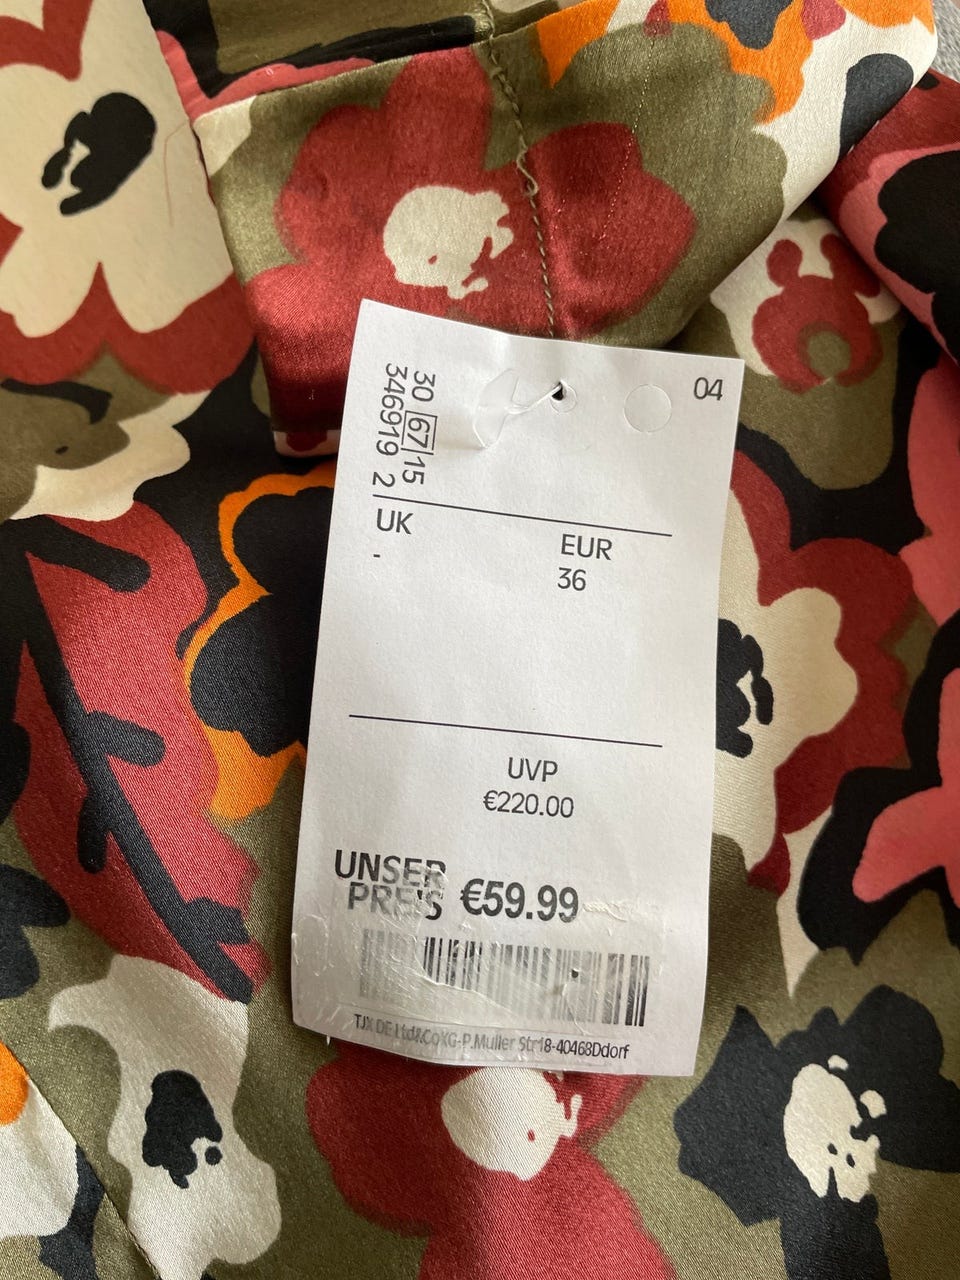 04
30 67 15
346919 2
UK
-
EUR
36
UVP
€220.00
UNSER
PREIS €59.99
TJX DE Ltd&CoKG-P.Muller Str18-40468Ddorf